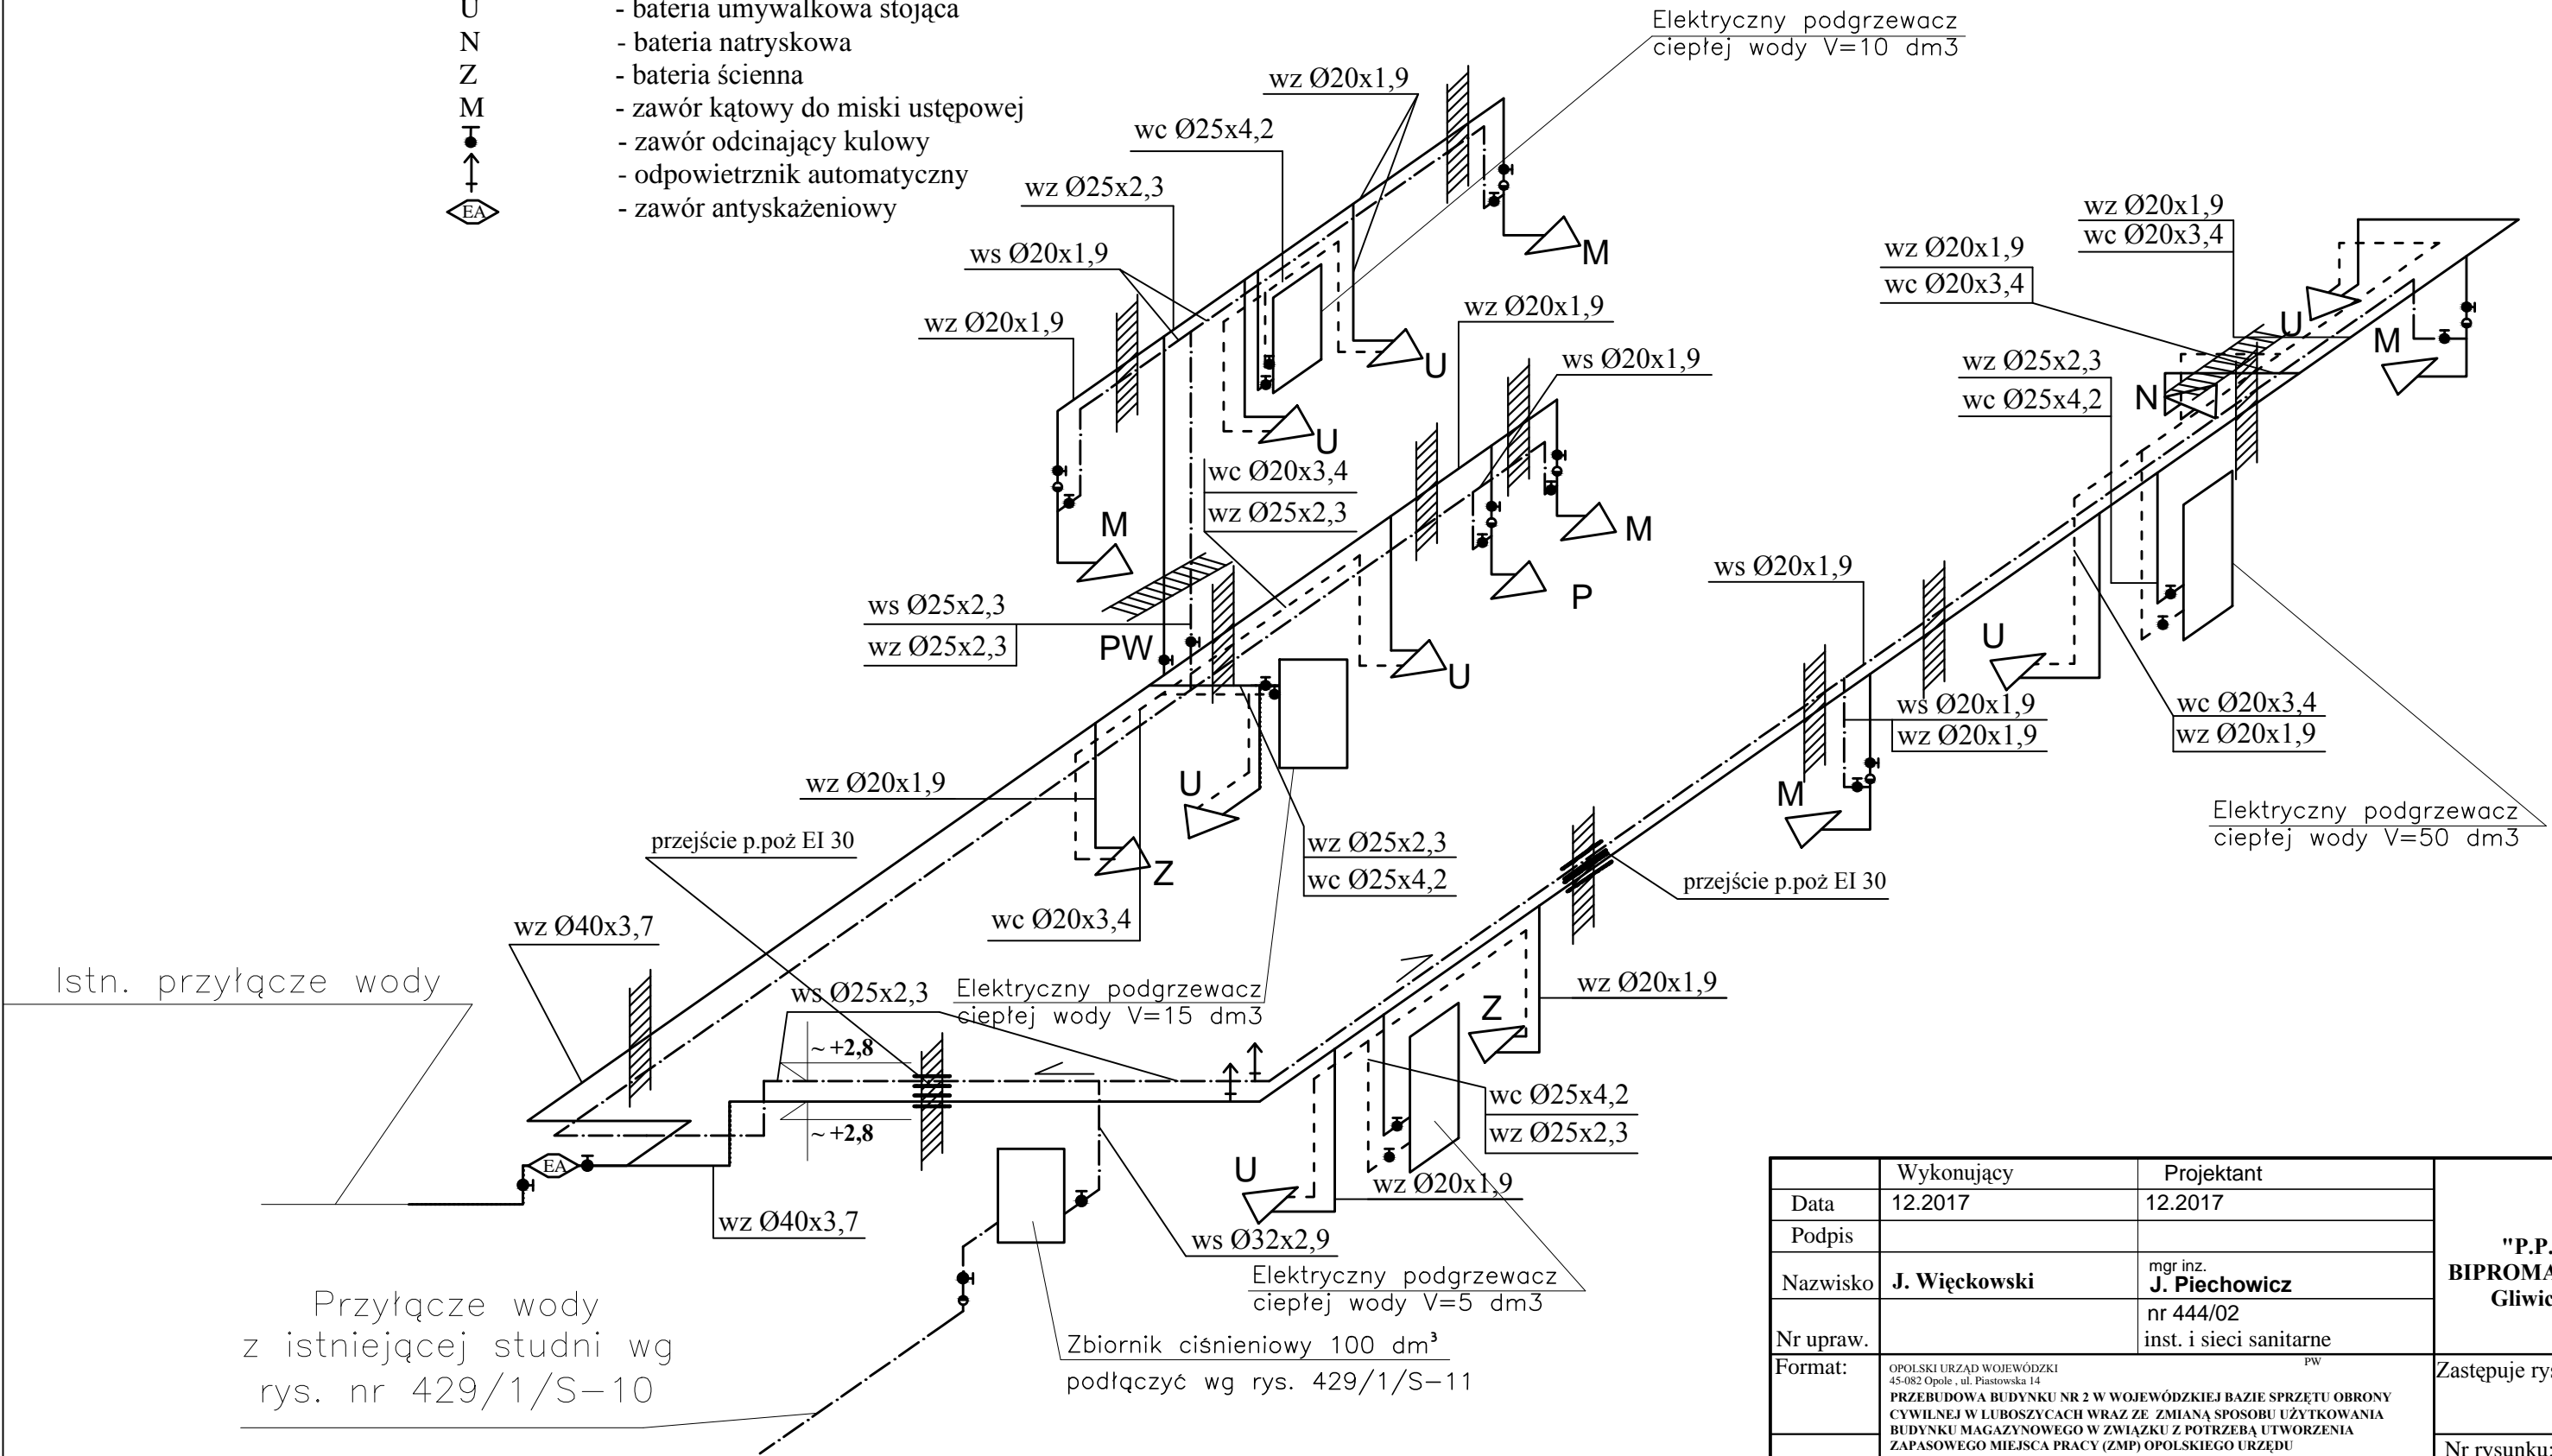 U - bateria umywalkowa stojąca
N - bateria natryskowa
Z - bateria ścienna
M - zawór kątowy do miski ustępowej
- zawór odcinający kulowy
- odpowietrznik automatyczny
EA - zawór antyskażeniowy
Elektryczny podgrzewacz
ciepłej wody V=10 dm3
wz Ø20x1,9
wc Ø25x4,2
wz Ø25x2,3
ws Ø20x1,9
wz Ø20x1,9
M
U
U
M
wz Ø20x1,9
ws Ø20x1,9
wc Ø20x3,4
wz Ø25x2,3
M
P
U
ws Ø25x2,3
wz Ø25x2,3
PW
wz Ø20x1,9
U
Z
wc Ø20x3,4
wz Ø25x2,3
wc Ø25x4,2
przejście p.poż EI 30
wz Ø40x3,7
Istn. przyłącze wody
ws Ø25x2,3
Elektryczny podgrzewacz
ciepłej wody V=15 dm3
~ +2,8
~ +2,8
EA
wz Ø40x3,7
ws Ø32x2,9
Przyłącze wody
z istniejącej studni wg
rys. nr 429/1/S-10
Zbiornik ciśnieniowy 100 dm³
podłączyć wg rys. 429/1/S-11
Elektryczny podgrzewacz
ciepłej wody V=5 dm3
U
wz Ø20x1,9
wc Ø25x4,2
wz Ø25x2,3
Z
wz Ø20x1,9
przejście p.poż EI 30
M
ws Ø20x1,9
ws Ø20x1,9
wz Ø20x1,9
U
wc Ø20x3,4
wz Ø20x1,9
Elektryczny podgrzewacz
ciepłej wody V=50 dm3
wz Ø25x2,3
wc Ø25x4,2
N
wz Ø20x1,9
wc Ø20x3,4
wz Ø20x1,9
wc Ø20x3,4
U
M
Wykonujący Projektant
Data 12.2017 12.2017
Podpis
Nazwisko J. Więckowski mgr inz.
J. Piechowicz
nr 444/02
Nr upraw. inst. i sieci sanitarne
"P.P.
BIPROMA
Gliwic
Format:
OPOLSKI URZĄD WOJEWÓDZKI PW
45-082 Opole , ul. Piastowska 14
PRZEBUDOWA BUDYNKU NR 2 W WOJEWÓDZKIEJ BAZIE SPRZĘTU OBRONY
CYWILNEJ W LUBOSZYCACH WRAZ ZE ZMIANĄ SPOSOBU UŻYTKOWANIA
BUDYNKU MAGAZYNOWEGO W ZWIĄZKU Z POTRZEBĄ UTWORZENIA
ZAPASOWEGO MIEJSCA PRACY (ZMP) OPOLSKIEGO URZĘDU
Zastępuje rys
Nr rysunku: